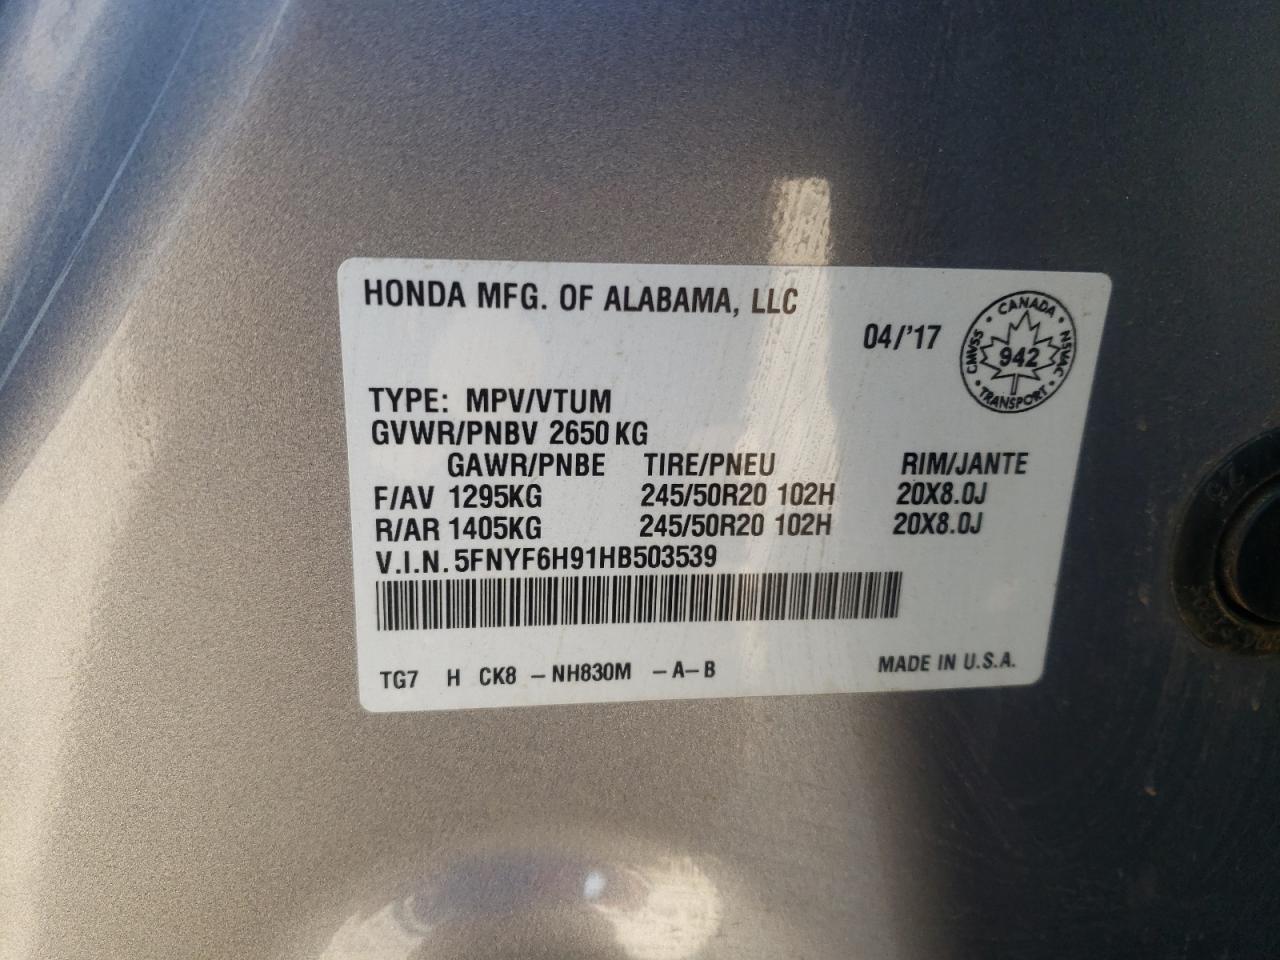 HONDA MFG. OF ALABAMA, LLC
04/'17
CANADA
CMVSS 942 NSVAC
TRANSPORT
TYPE: MPV/VTUM
GVWR/PNBV 2650 KG
GAWR/PNBE TIRE/PNEU RIM/JANTE
F/AV 1295KG 245/50R20 102H 20X8.0J
R/AR 1405KG 245/50R20 102H 20X8.0J
V.I.N. 5FNYF6H91HB503539
TG7 H CK8 – NH830M – A – B
MADE IN U.S.A.